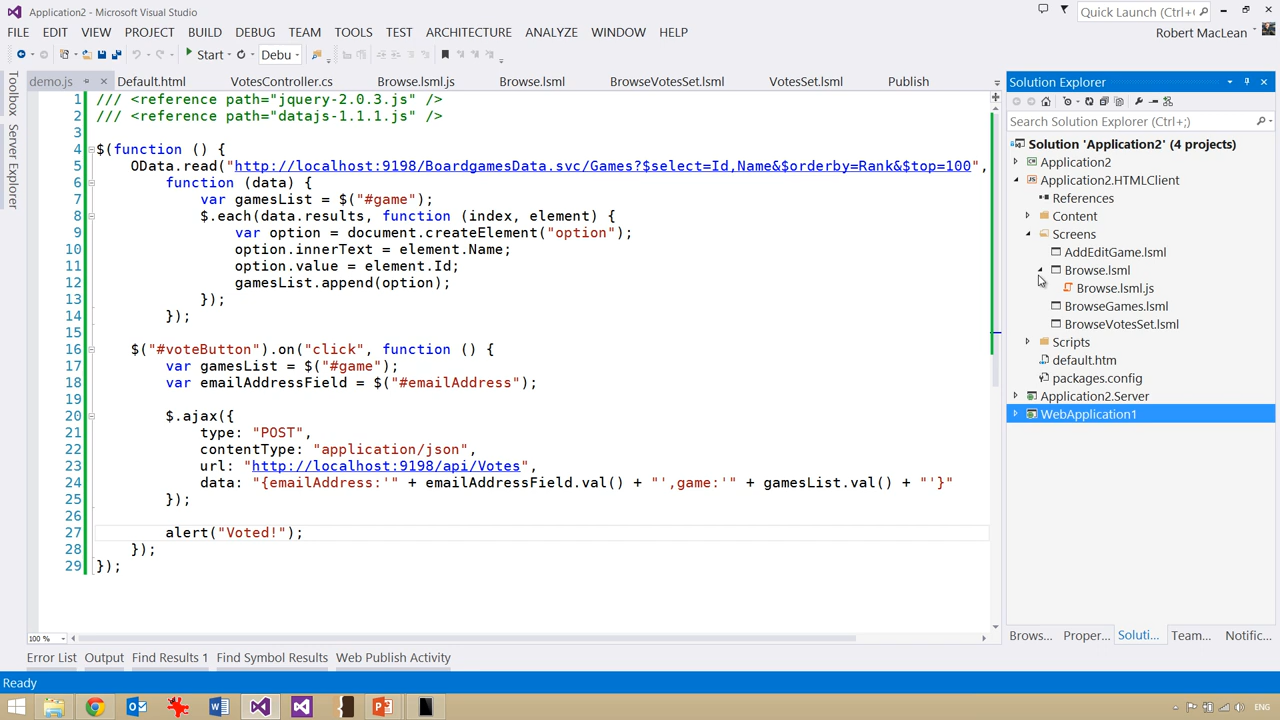 Application2 - Microsoft Visual Studio
Quick Launch (Ctrl+
FILE EDIT VIEW PROJECT BUILD DEBUG TEAM TOOLS TEST ARCHITECTURE ANALYZE WINDOW HELP
Robert MacLean
Start
Debu
Toolbox
Server Explorer
demo.js Default.html VotesController.cs Browse.lsml.js Browse.lsml BrowseVotesSet.lsml VotesSet.lsml Publish
1 /// <reference path="jquery-2.0.3.js" />
2 /// <reference path="datajs-1.1.1.js" />
3
4 $(function () {
5 OData.read("http://localhost:9198/BoardgamesData.svc/Games?$select=Id,Name&$orderby=Rank&$top=100",
6 function (data) {
7 var gamesList = $("#game");
8 $.each(data.results, function (index, element) {
9 var option = document.createElement("option");
10 option.innerText = element.Name;
11 option.value = element.Id;
12 gamesList.append(option);
13 });
14 });
15
16 $("#voteButton").on("click", function () {
17 var gamesList = $("#game");
18 var emailAddressField = $("#emailAddress");
19
20 $.ajax({
21 type: "POST",
22 contentType: "application/json",
23 url: "http://localhost:9198/api/Votes",
24 data: "{emailAddress:'" + emailAddressField.val() + "',game:'" + gamesList.val() + "'}"
25 });
26
27 alert("Voted!");
28 });
29 });
100 %
Solution Explorer
Search Solution Explorer (Ctrl+;)
Solution 'Application2' (4 projects)
Application2
Application2.HTMLClient
References
Content
Screens
AddEditGame.lsml
Browse.lsml
Browse.lsml.js
BrowseGames.lsml
BrowseVotesSet.lsml
Scripts
default.htm
packages.config
Application2.Server
WebApplication1
Brows... Proper... Soluti... Team... Notific...
Error List Output Find Results 1 Find Symbol Results Web Publish Activity
Ready
ENG